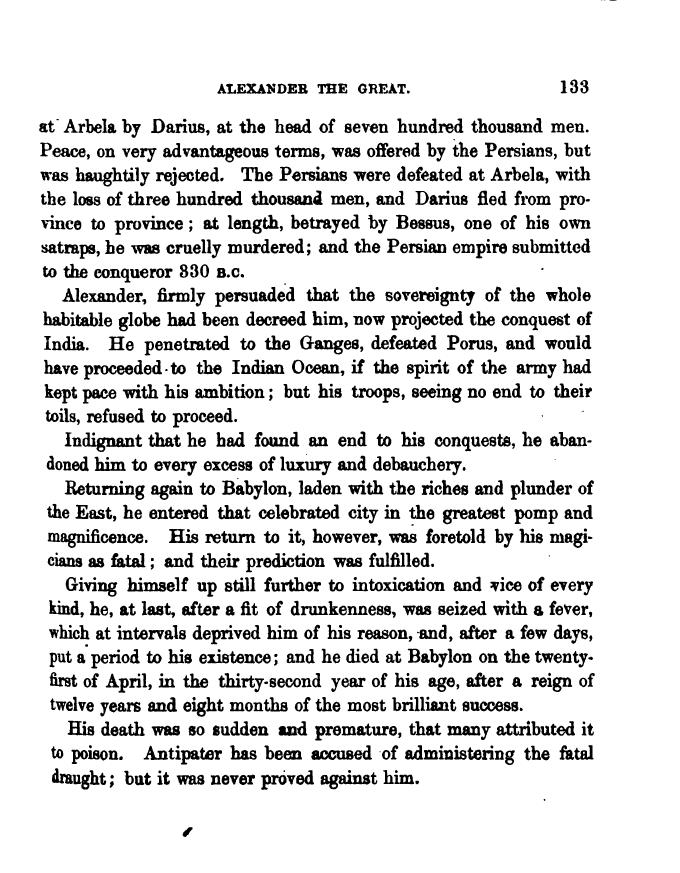 ALEXANDER THE GREAT. 133
at Arbela by Darius, at the head of seven hundred thousand men.
Peace, on very advantageous terms, was offered by the Persians, but
was haughtily rejected. The Persians were defeated at Arbela, with
the loss of three hundred thousand men, and Darius fled from pro-
vince to province; at length, betrayed by Bessus, one of his own
satraps, he was cruelly murdered; and the Persian empire submitted
to the conqueror 330 B.C.
Alexander, firmly persuaded that the sovereignty of the whole
habitable globe had been decreed him, now projected the conquest of
India. He penetrated to the Ganges, defeated Porus, and would
have proceeded to the Indian Ocean, if the spirit of the army had
kept pace with his ambition; but his troops, seeing no end to their
toils, refused to proceed.
Indignant that he had found an end to his conquests, he aban-
doned him to every excess of luxury and debauchery.
Returning again to Babylon, laden with the riches and plunder of
the East, he entered that celebrated city in the greatest pomp and
magnificence. His return to it, however, was foretold by his magi-
cians as fatal; and their prediction was fulfilled.
Giving himself up still further to intoxication and vice of every
kind, he, at last, after a fit of drunkenness, was seized with a fever,
which at intervals deprived him of his reason, and, after a few days,
put a period to his existence; and he died at Babylon on the twenty-
first of April, in the thirty-second year of his age, after a reign of
twelve years and eight months of the most brilliant success.
His death was so sudden and premature, that many attributed it
to poison. Antipater has been accused of administering the fatal
draught; but it was never proved against him.